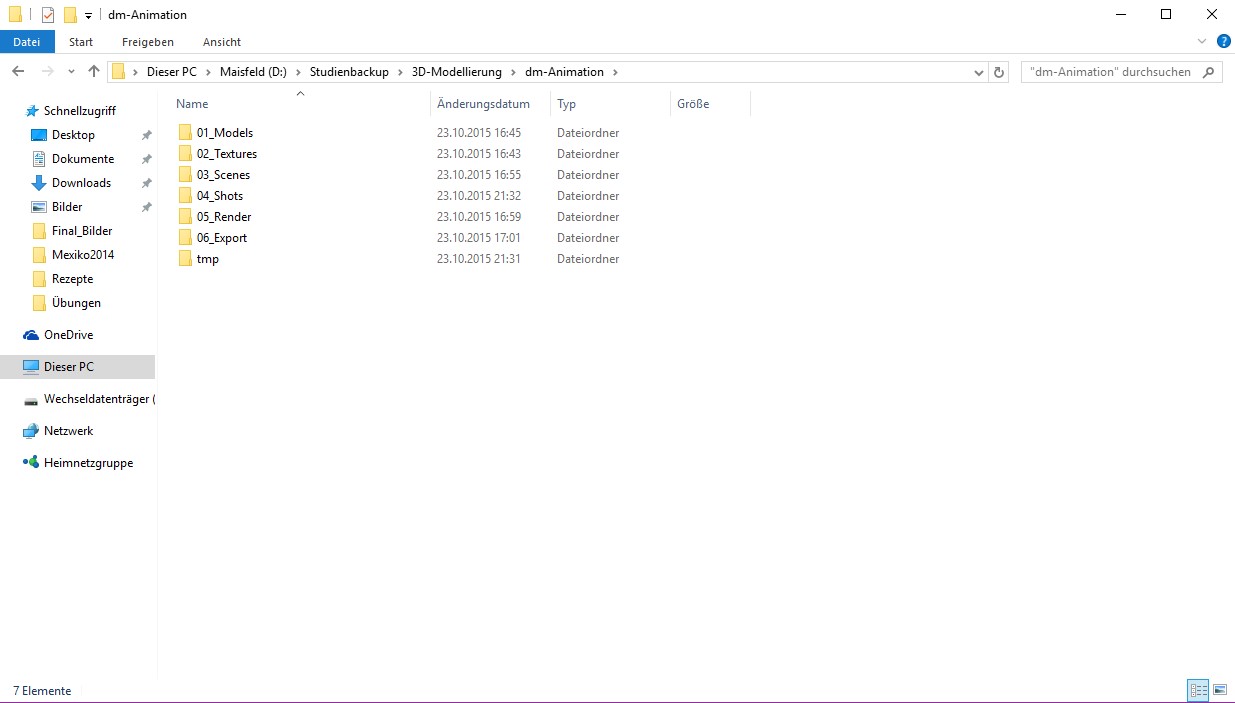 dm-Animation
Datei Start Freigeben Ansicht
Dieser PC Maisfeld (D:) Studienbackup 3D-Modellierung dm-Animation "dm-Animation" durchsuchen
Schnellzugriff
Desktop
Dokumente
Downloads
Bilder
Final_Bilder
Mexiko2014
Rezepte
Übungen
OneDrive
Dieser PC
Wechseldatenträger (
Netzwerk
Heimnetzgruppe
Name Änderungsdatum Typ Größe
01_Models 23.10.2015 16:45 Dateiordner
02_Textures 23.10.2015 16:43 Dateiordner
03_Scenes 23.10.2015 16:55 Dateiordner
04_Shots 23.10.2015 21:32 Dateiordner
05_Render 23.10.2015 16:59 Dateiordner
06_Export 23.10.2015 17:01 Dateiordner
tmp 23.10.2015 21:31 Dateiordner
7 Elemente